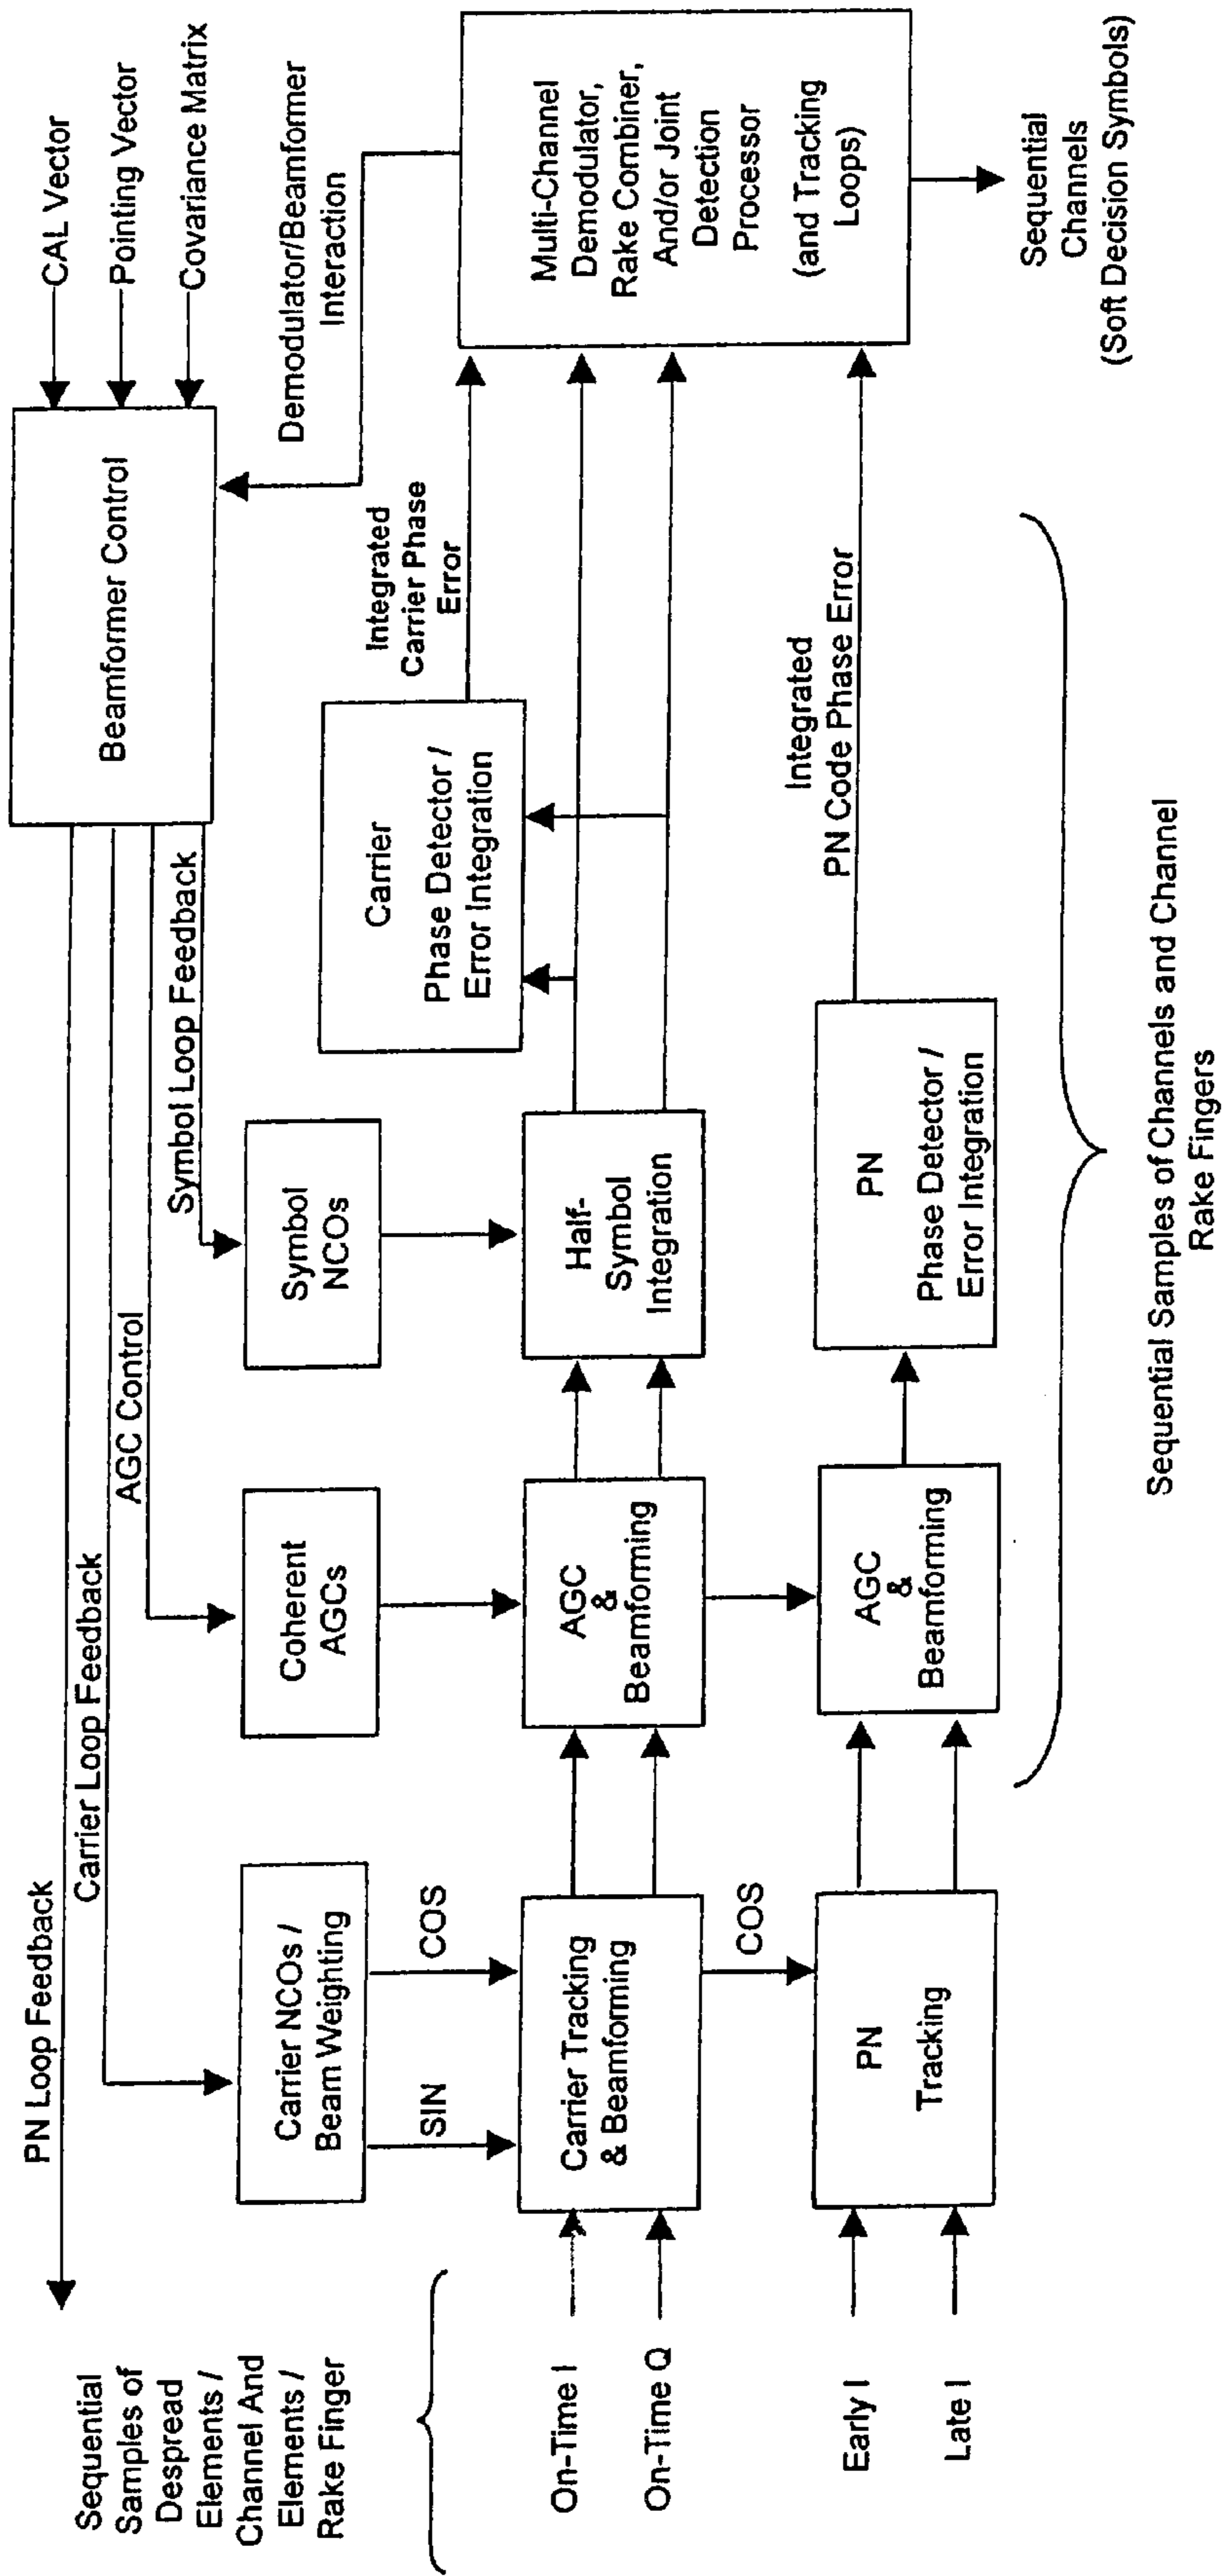 PN Loop Feedback
Carrier Loop Feedback
AGC Control
Symbol Loop Feedback
Beamformer Control
CAL Vector
Pointing Vector
Covariance Matrix
Demodulator/Beamformer
Interaction
Sequential
Samples of
Despread
Elements /
Channel And
Elements /
Rake Finger
Carrier NCOs /
Beam Weighting
Coherent
AGCs
Symbol
NCOs
Carrier
Phase Detector /
Error Integration
Integrated
Carrier Phase
Error
SIN
COS
On-Time I
On-Time Q
Carrier Tracking
& Beamforming
AGC
&
Beamforming
Half-
Symbol
Integration
Multi-Channel
Demodulator,
Rake Combiner,
And/or Joint
Detection
Processor
(and Tracking
Loops)
COS
Early I
Late I
PN
Tracking
AGC
&
Beamforming
PN
Phase Detector /
Error Integration
Integrated
PN Code Phase Error
Sequential
Channels
(Soft Decision Symbols)
Sequential Samples of Channels and Channel
Rake Fingers